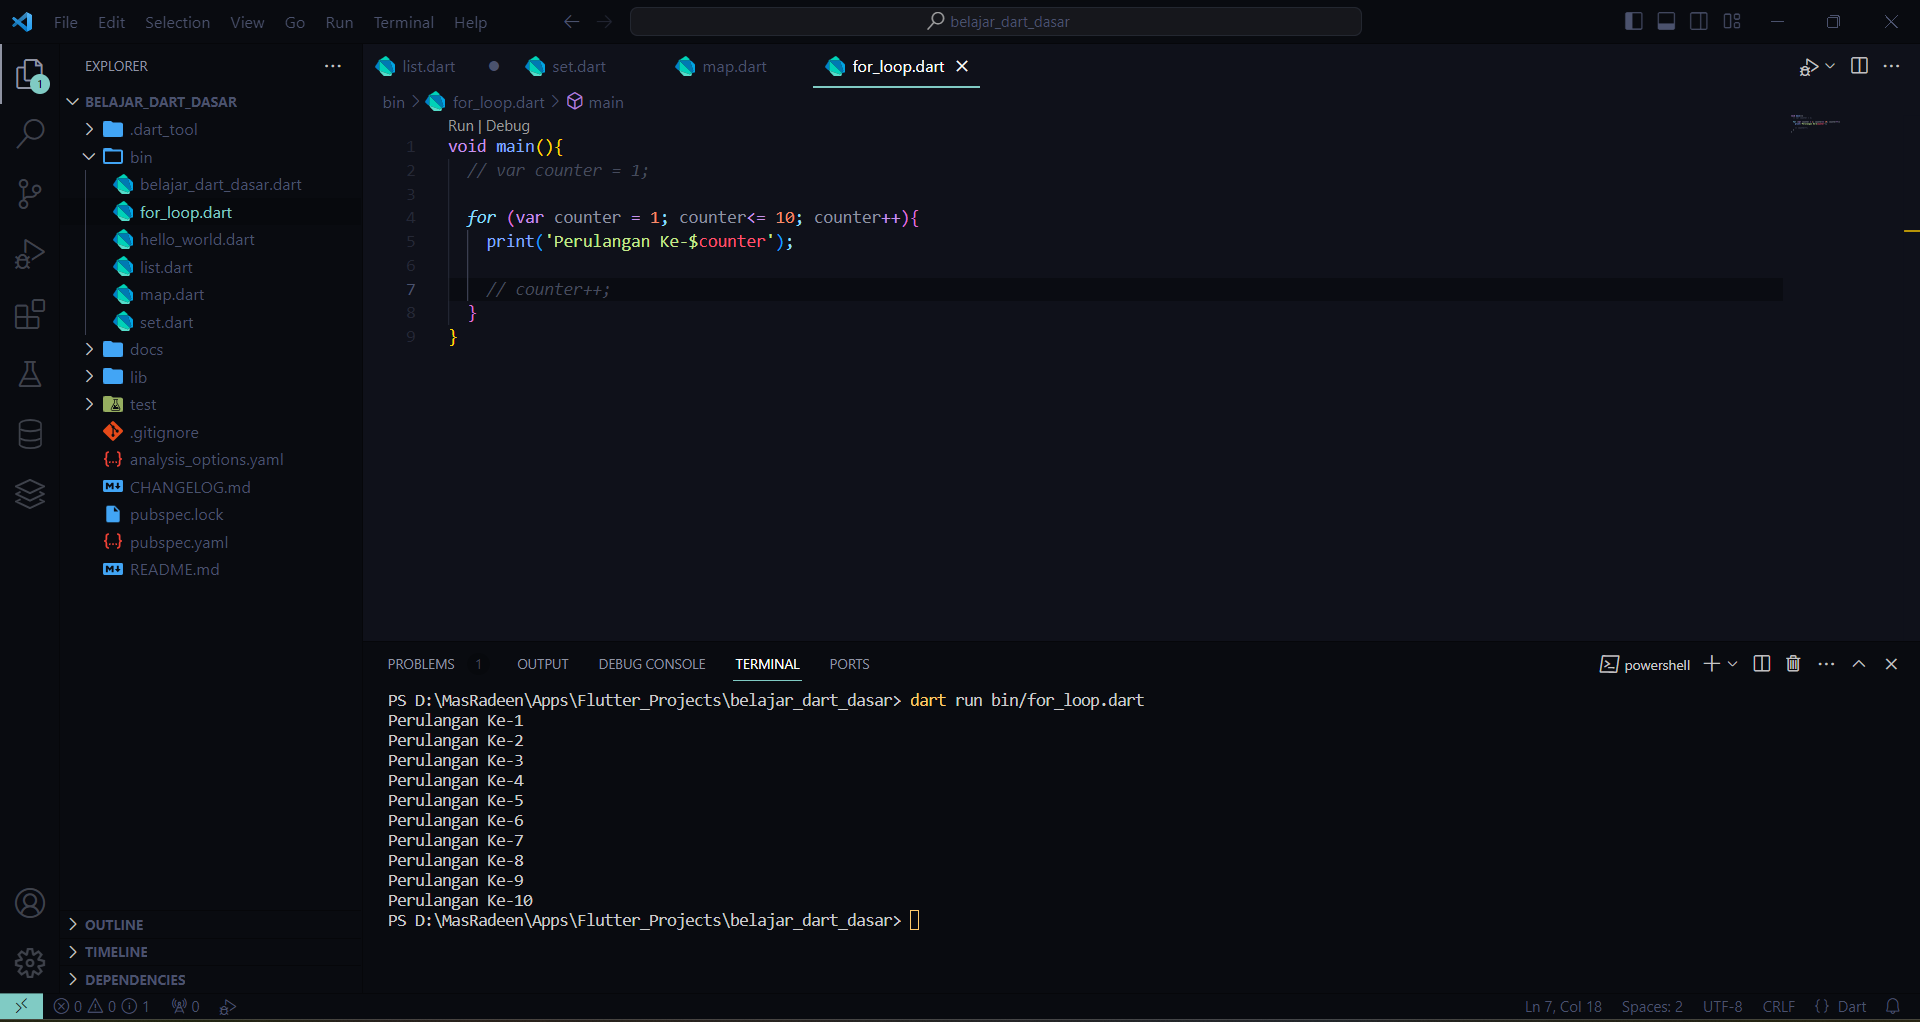 File Edit Selection View Go Run Terminal Help
belajar_dart_dasar
EXPLORER
1
BELAJAR_DART_DASAR
.dart_tool
bin
belajar_dart_dasar.dart
for_loop.dart
hello_world.dart
list.dart
map.dart
set.dart
docs
lib
test
.gitignore
analysis_options.yaml
CHANGELOG.md
pubspec.lock
pubspec.yaml
README.md
OUTLINE
TIMELINE
DEPENDENCIES
list.dart set.dart map.dart for_loop.dart
bin > for_loop.dart > main
Run | Debug
1 void main(){
2 // var counter = 1;
3
4 for (var counter = 1; counter<= 10; counter++){
5 print('Perulangan Ke-$counter');
6
7 // counter++;
8 }
9 }
PROBLEMS 1 OUTPUT DEBUG CONSOLE TERMINAL PORTS
powershell
PS D:\MasRadeen\Apps\Flutter_Projects\belajar_dart_dasar> dart run bin/for_loop.dart
Perulangan Ke-1
Perulangan Ke-2
Perulangan Ke-3
Perulangan Ke-4
Perulangan Ke-5
Perulangan Ke-6
Perulangan Ke-7
Perulangan Ke-8
Perulangan Ke-9
Perulangan Ke-10
PS D:\MasRadeen\Apps\Flutter_Projects\belajar_dart_dasar>
0 0 1 0
Ln 7, Col 18 Spaces: 2 UTF-8 CRLF {} Dart